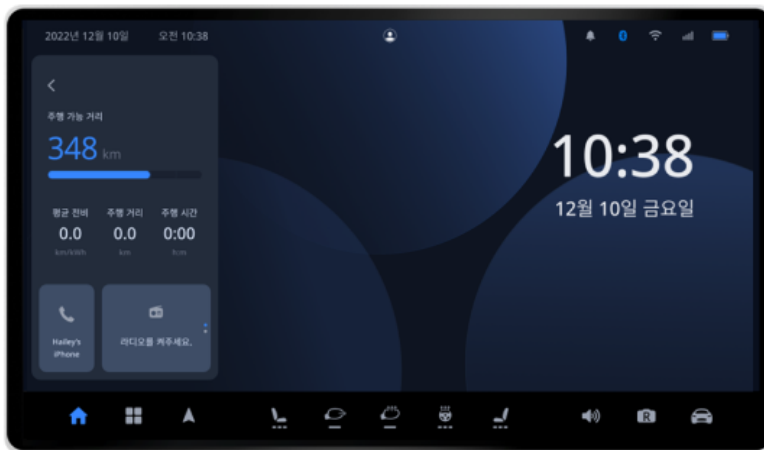 2022년 12월 10일 오전 10:38
주행 가능 거리
348 km
평균 전비 주행 거리 주행 시간
0.0 0.0 0:00
km/kWh km h:m
Hailey's iPhone
라디오를 켜주세요.
10:38
12월 10일 금요일
R